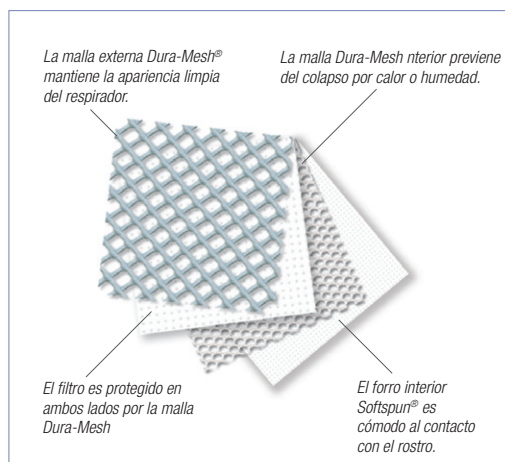 La malla externa Dura-Mesh®
mantiene la apariencia limpia
del respirador.
La malla Dura-Mesh nterior previene
del colapso por calor o humedad.
El filtro es protegido en
ambos lados por la malla
Dura-Mesh
El forro interior
Softspun® es
cómodo al contacto
con el rostro.